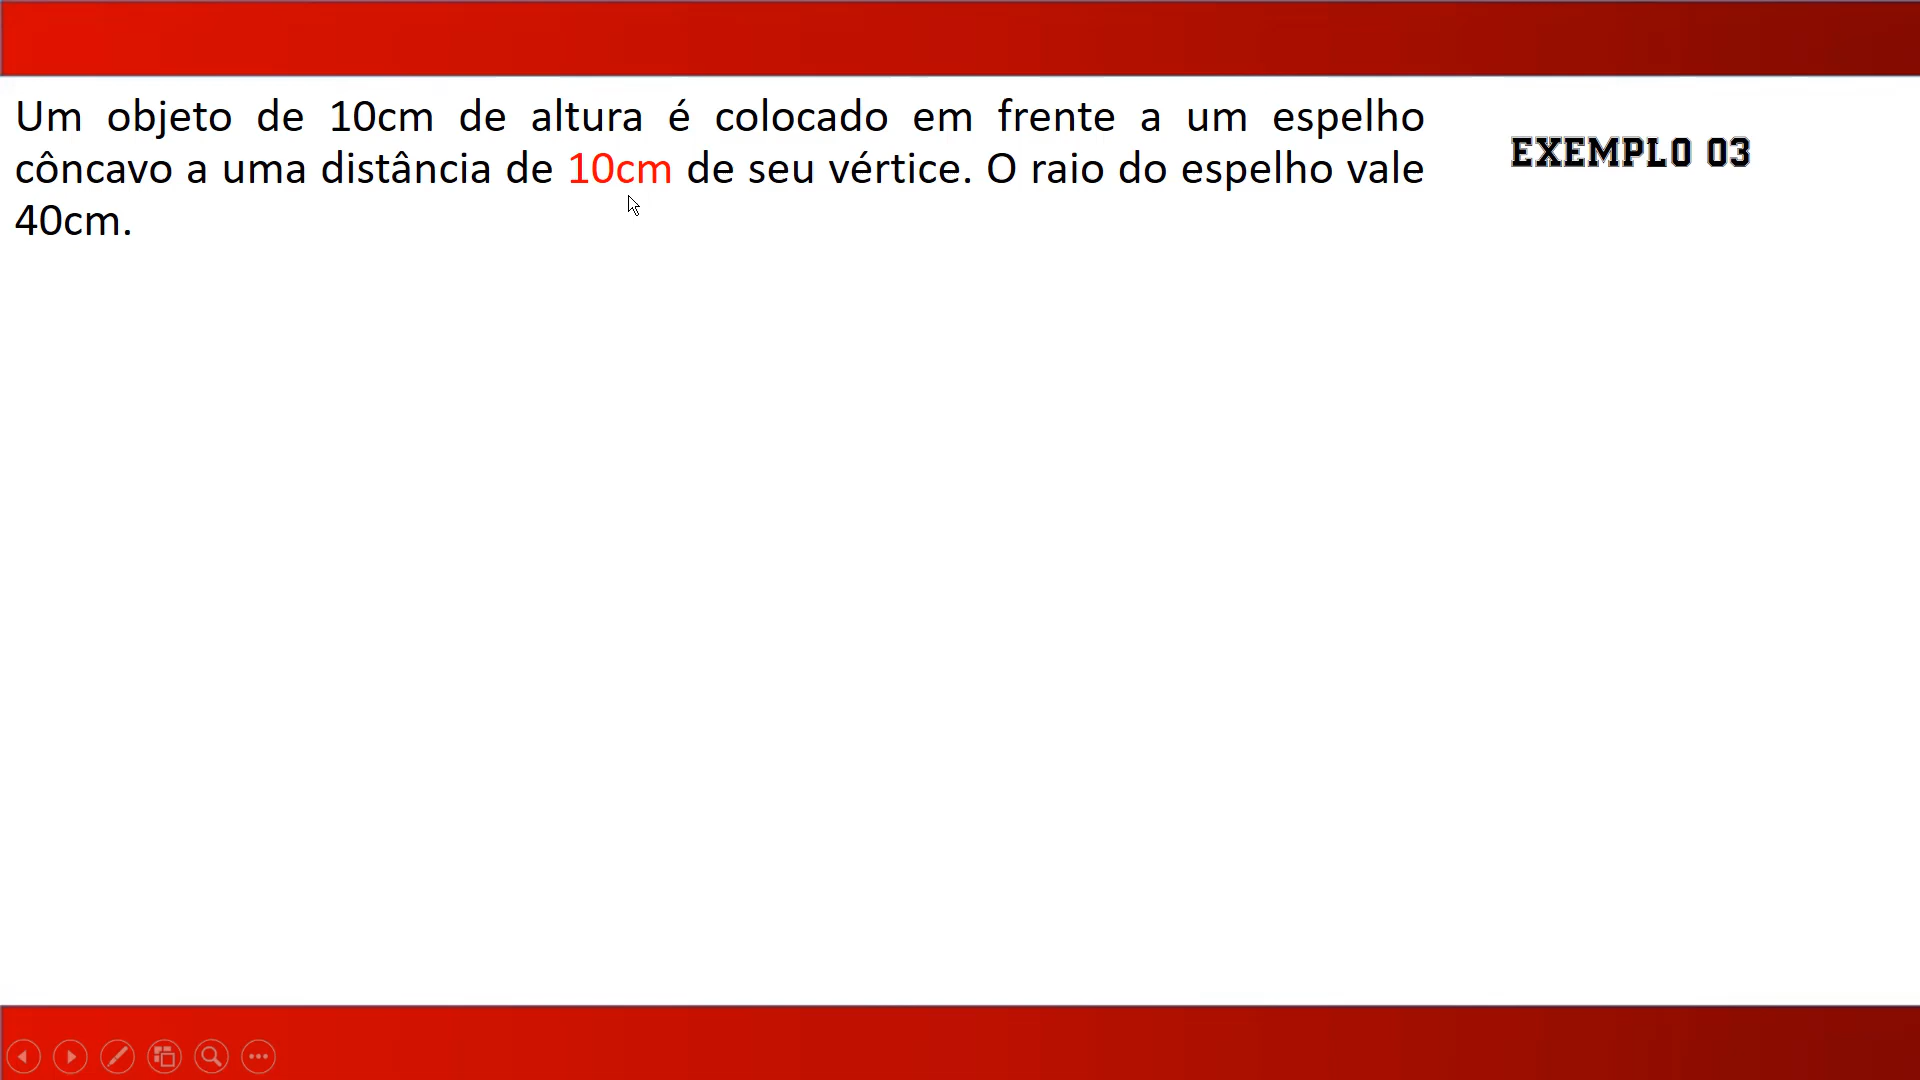 Um objeto de 10cm de altura é colocado em frente a um espelho
côncavo a uma distância de 10cm de seu vértice. O raio do espelho vale
40cm.
EXEMPLO 03